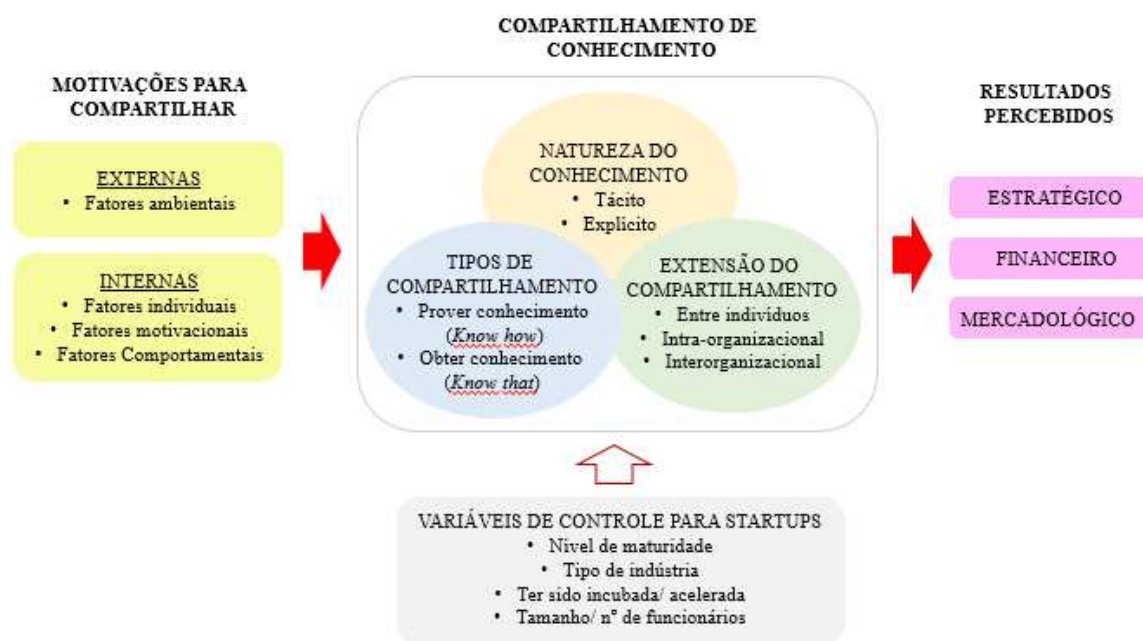 COMPARTILHAMENTO DE
CONHECIMENTO
MOTIVAÇÕES PARA
COMPARTILHAR
EXTERNAS
• Fatores ambientais
INTERNAS
• Fatores individuais
• Fatores motivacionais
• Fatores Comportamentais
NATUREZA DO
CONHECIMENTO
• Tácito
• Explícito
TIPOS DE
COMPARTILHAMENTO
• Prover conhecimento
(Know how)
• Obter conhecimento
(Know that)
EXTENSÃO DO
COMPARTILHAMENTO
• Entre indivíduos
• Intra-organizacional
• Interorganizacional
RESULTADOS
PERCEBIDOS
ESTRATÉGICO
FINANCEIRO
MERCADOLÓGICO
VARIÁVEIS DE CONTROLE PARA STARTUPS
• Nível de maturidade
• Tipo de indústria
• Ter sido incubada/ acelerada
• Tamanho/ nº de funcionários